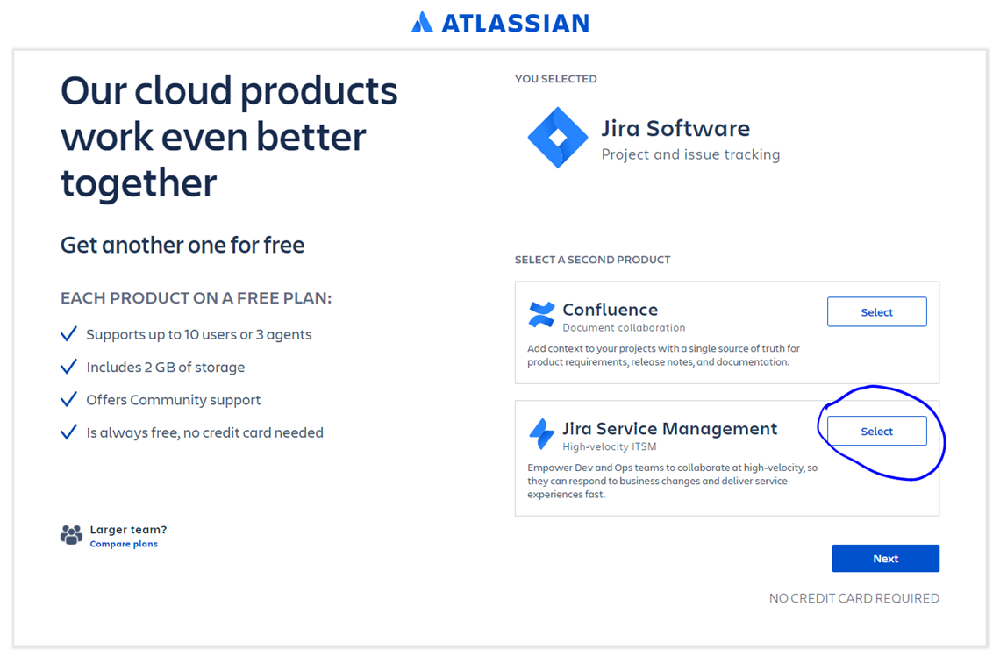 ATLASSIAN
Our cloud products
work even better
together
Get another one for free
EACH PRODUCT ON A FREE PLAN:
Supports up to 10 users or 3 agents
Includes 2 GB of storage
Offers Community support
Is always free, no credit card needed
Larger team?
Compare plans
YOU SELECTED
Jira Software
Project and issue tracking
SELECT A SECOND PRODUCT
Confluence
Document collaboration
Select
Add context to your projects with a single source of truth for
product requirements, release notes, and documentation.
Jira Service Management
High-velocity ITSM
Select
Empower Dev and Ops teams to collaborate at high-velocity, so
they can respond to business changes and deliver service
experiences fast.
Next
NO CREDIT CARD REQUIRED